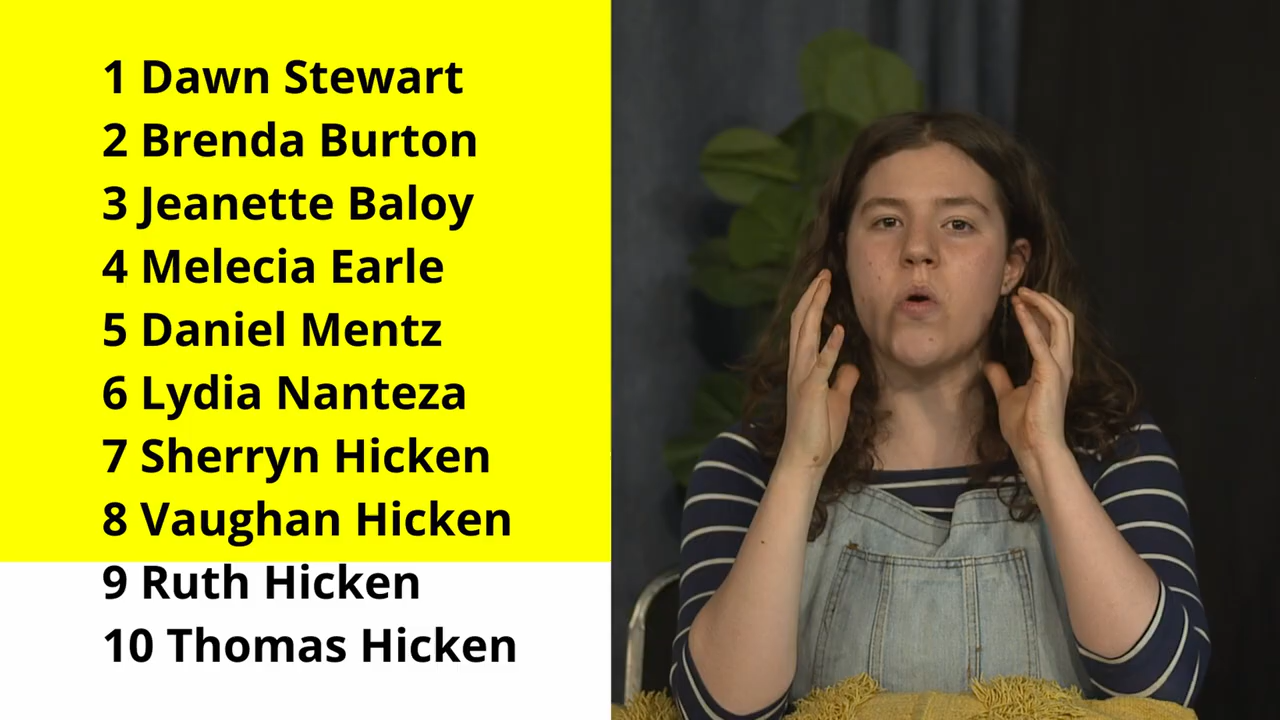 1 Dawn Stewart
2 Brenda Burton
3 Jeanette Baloy
4 Melecia Earle
5 Daniel Mentz
6 Lydia Nanteza
7 Sherryn Hicken
8 Vaughan Hicken
9 Ruth Hicken
10 Thomas Hicken